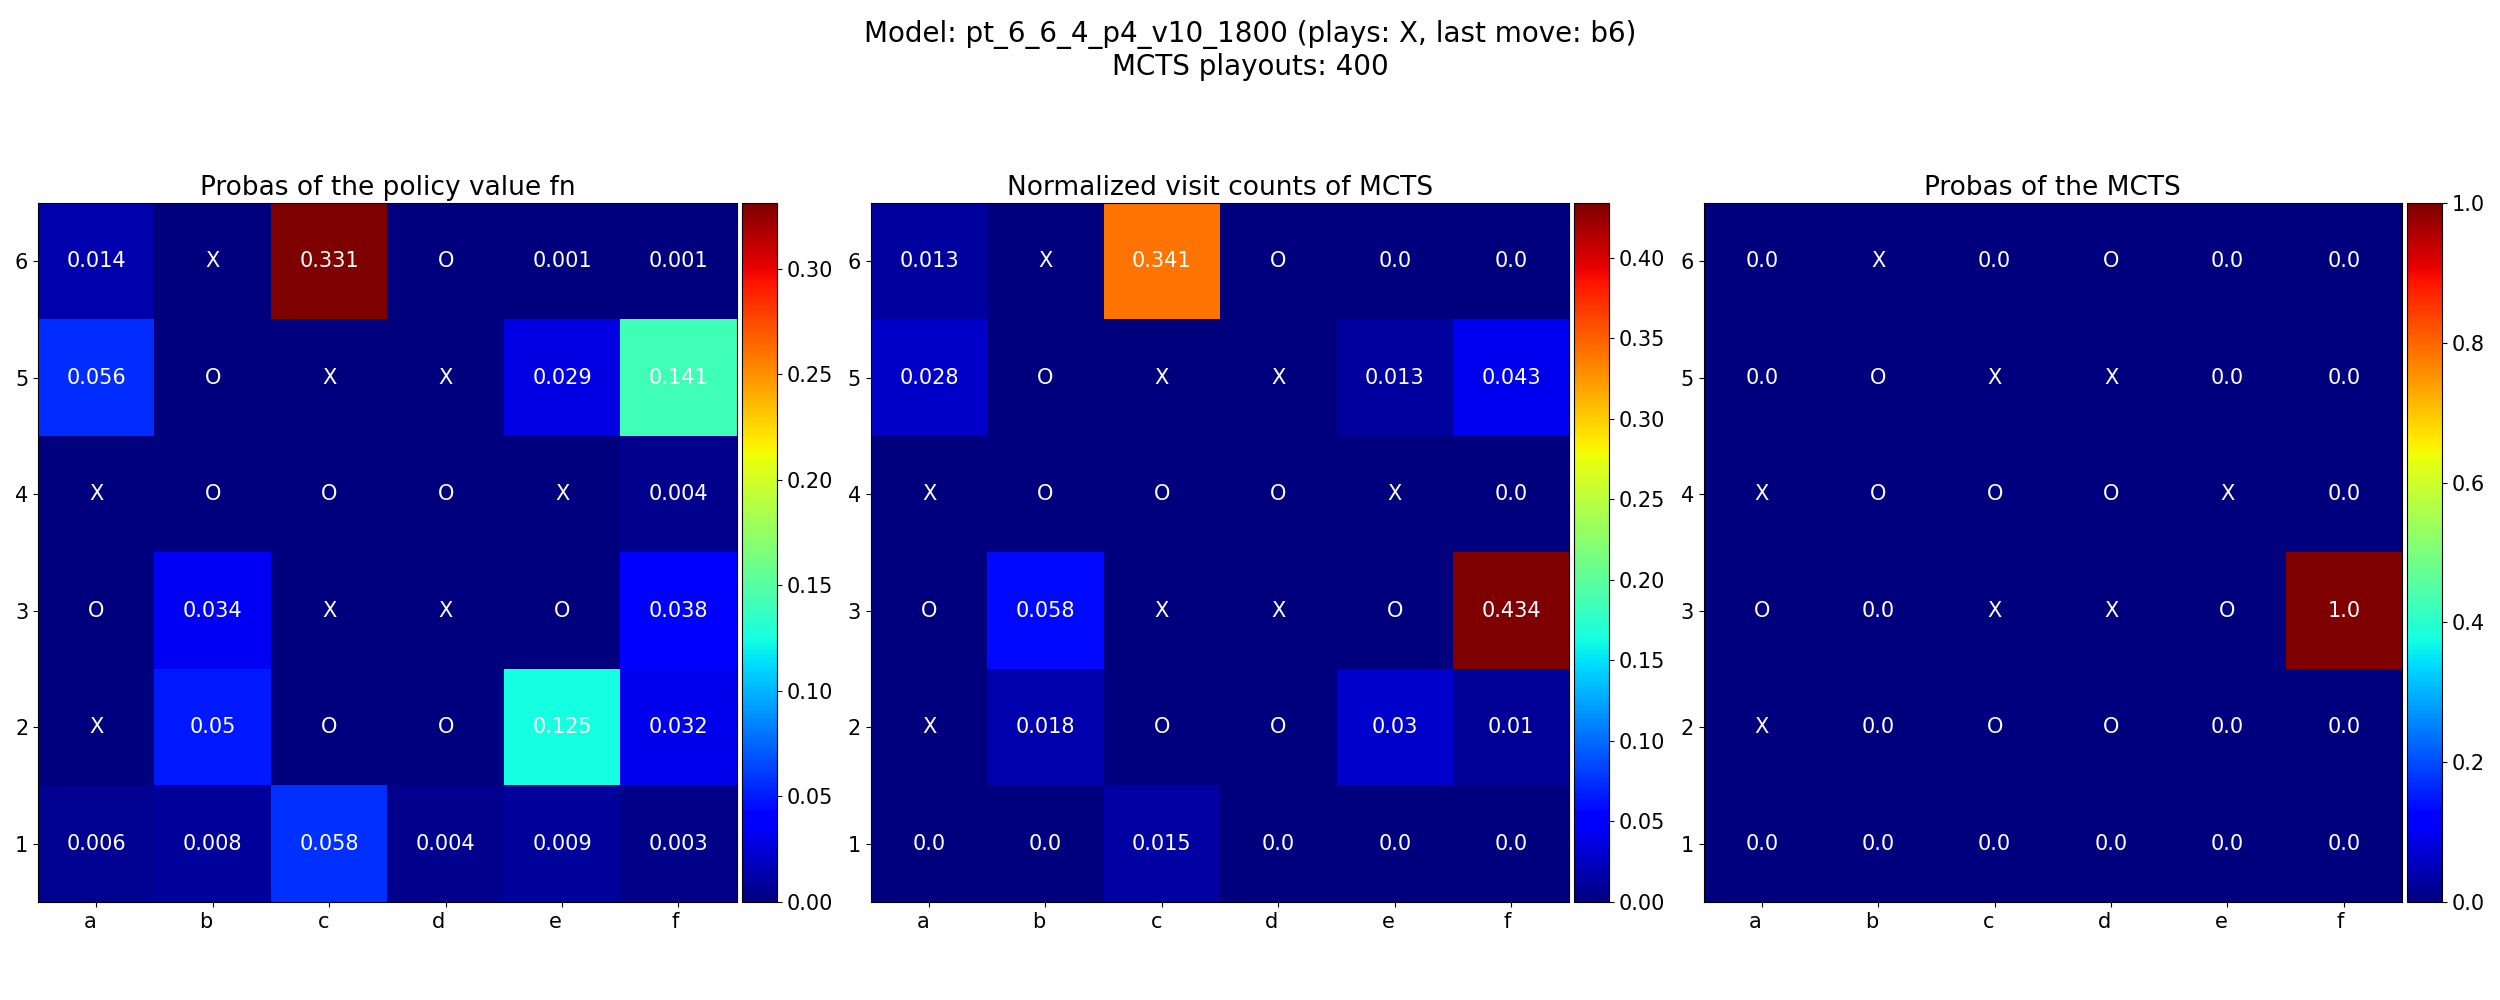 Model: pt_6_6_4_p4_v10_1800 (plays: X, last move: b6)
MCTS playouts: 400
Probas of the policy value fn
6 0.014 X 0.331 O 0.001 0.001
5 0.056 O X X 0.029 0.141
4 X O O O X 0.004
3 O 0.034 X X O 0.038
2 X 0.05 O O 0.125 0.032
1 0.006 0.008 0.058 0.004 0.009 0.003
a b c d e f
0.30
0.25
0.20
0.15
0.10
0.05
0.00
Normalized visit counts of MCTS
6 0.013 X 0.341 O 0.0 0.0
5 0.028 O X X 0.013 0.043
4 X O O O X 0.0
3 O 0.058 X X O 0.434
2 X 0.018 O O 0.03 0.01
1 0.0 0.0 0.015 0.0 0.0 0.0
a b c d e f
0.40
0.35
0.30
0.25
0.20
0.15
0.10
0.05
0.00
Probas of the MCTS
6 0.0 X 0.0 O 0.0 0.0
5 0.0 O X X 0.0 0.0
4 X O O O X 0.0
3 O 0.0 X X O 1.0
2 X 0.0 O O 0.0 0.0
1 0.0 0.0 0.0 0.0 0.0 0.0
a b c d e f
1.0
0.8
0.6
0.4
0.2
0.0